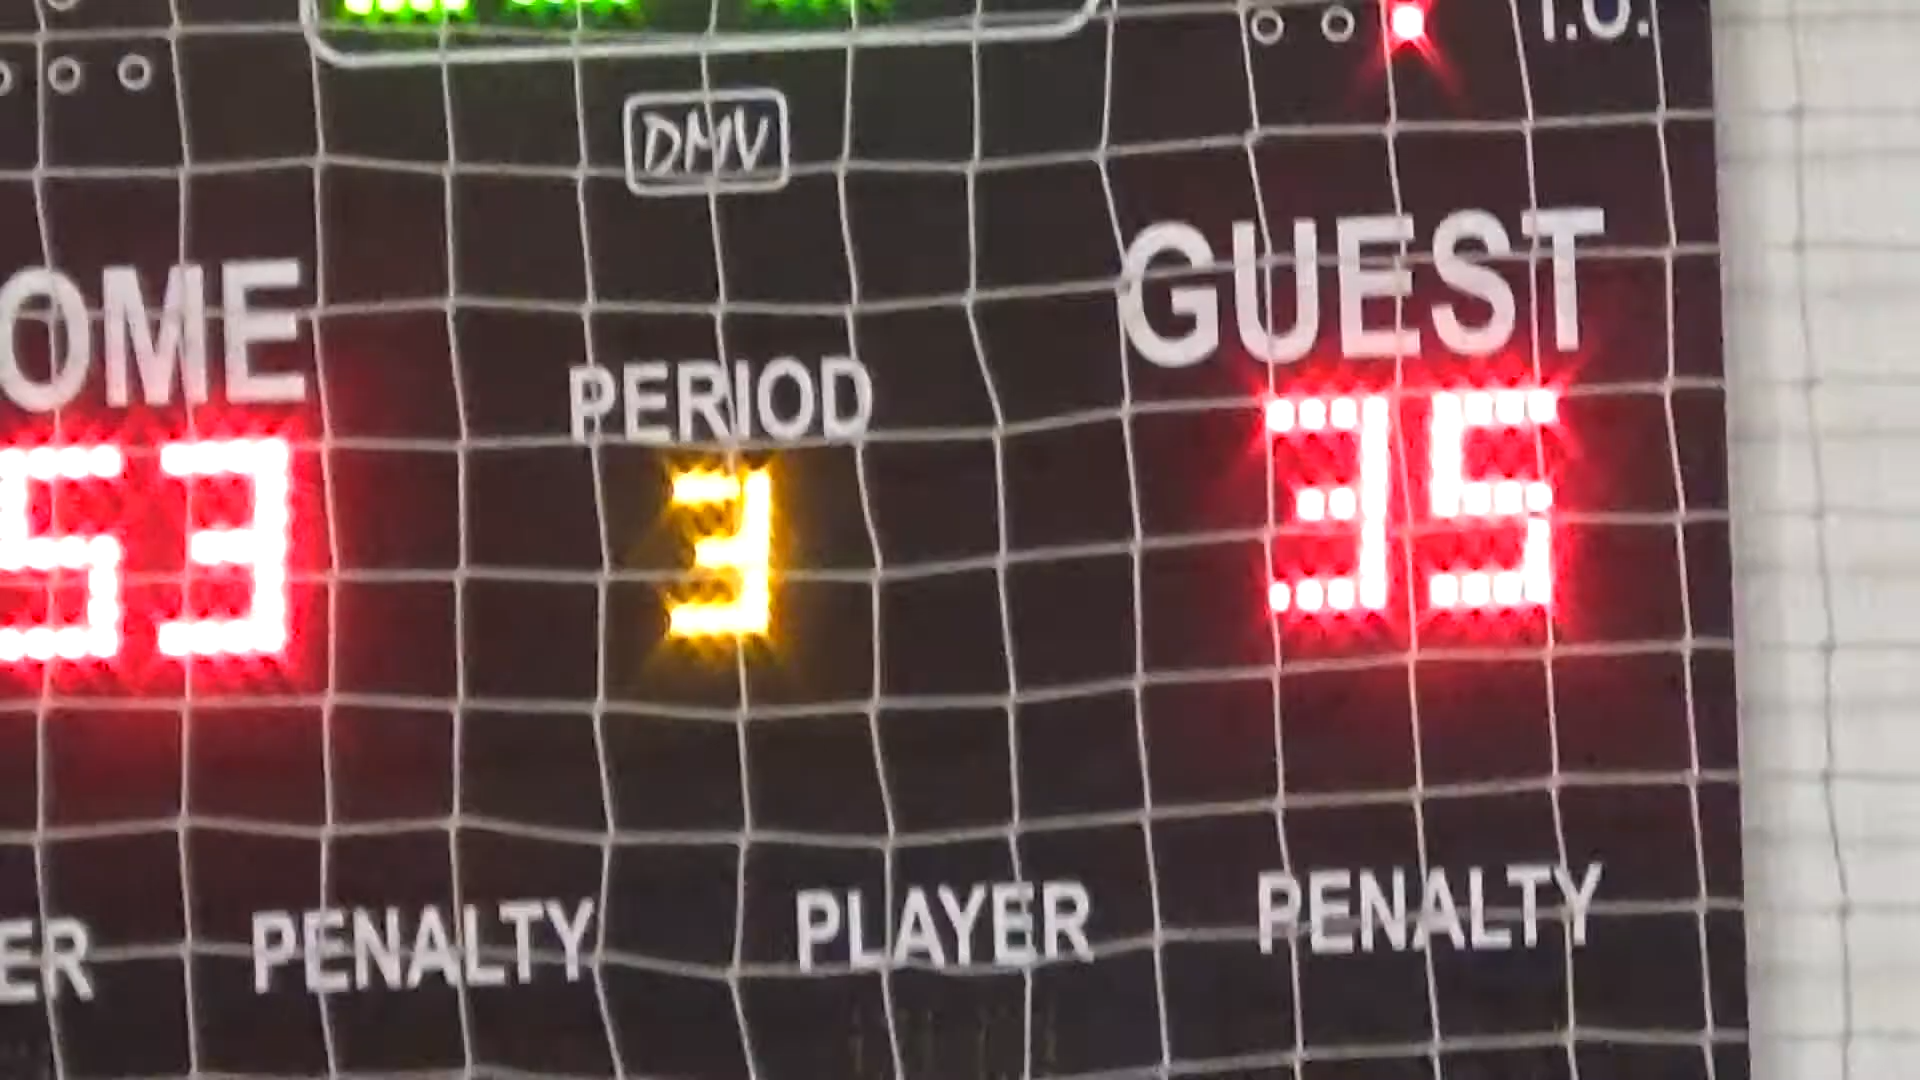 T.O.
DMV
OME
GUEST
PERIOD
53
3
35
ER
PENALTY
PLAYER
PENALTY